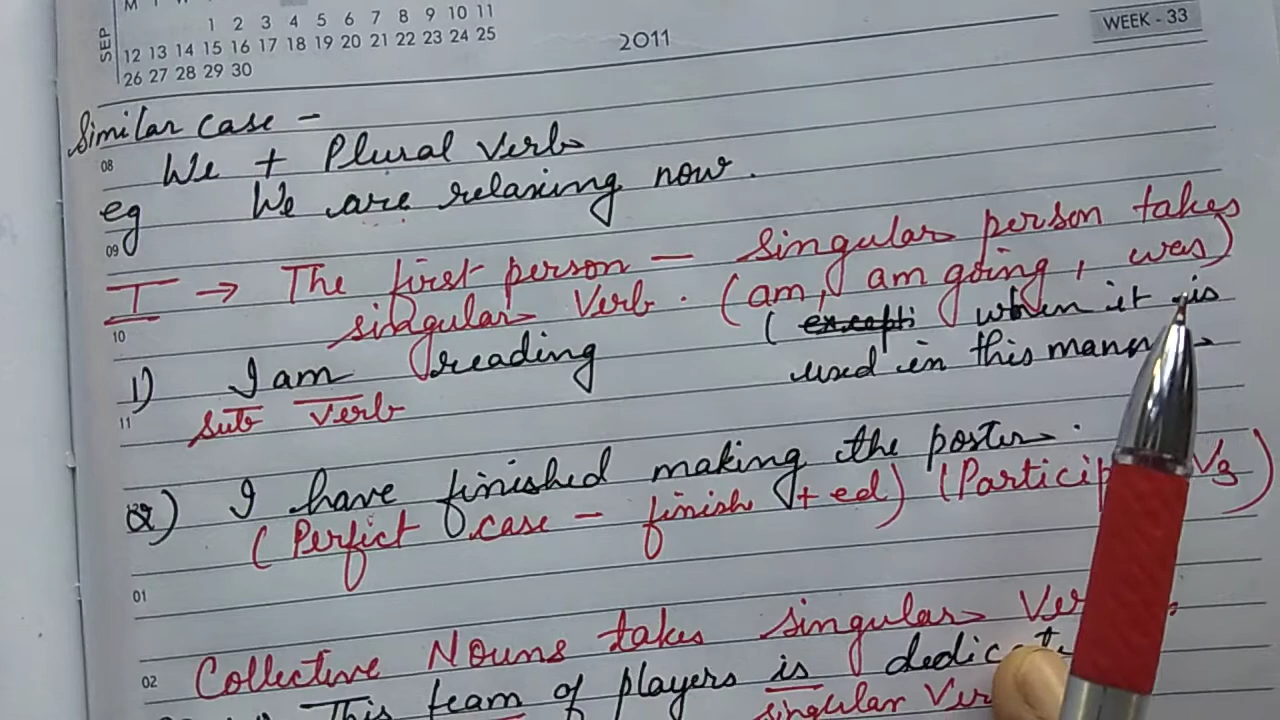 M
SEP
1 2 3 4 5 6 7 8 9 10 11
12 13 14 15 16 17 18 19 20 21 22 23 24 25
26 27 28 29 30
2011
WEEK - 33
Similar case -
08 We + Plural Verb
eg We are relaxing now.
09
I → The first person - singular person takes
singular Verb. (am, am going, was)
10 ( when it is
1) I am reading used in this manner
11 Sub Verb
2) I have finished making the poster.
(Perfect case - finish + ed) (Particip V3)
01
Collective Nouns takes singular Ver
02 This team of players is dedicate
singular Ver